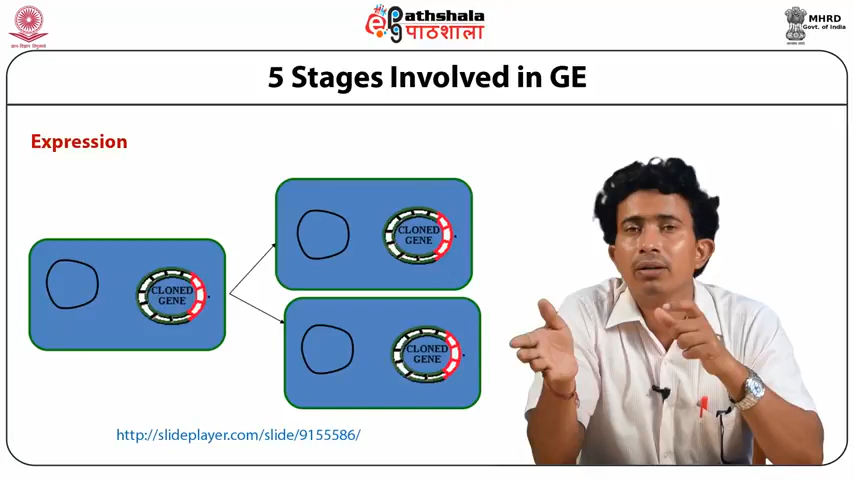 ePathshala
पाठशाला
MHRD
Govt. of India
5 Stages Involved in GE
Expression
CLONED
GENE
CLONED
GENE
CLONED
GENE
http://slideplayer.com/slide/9155586/